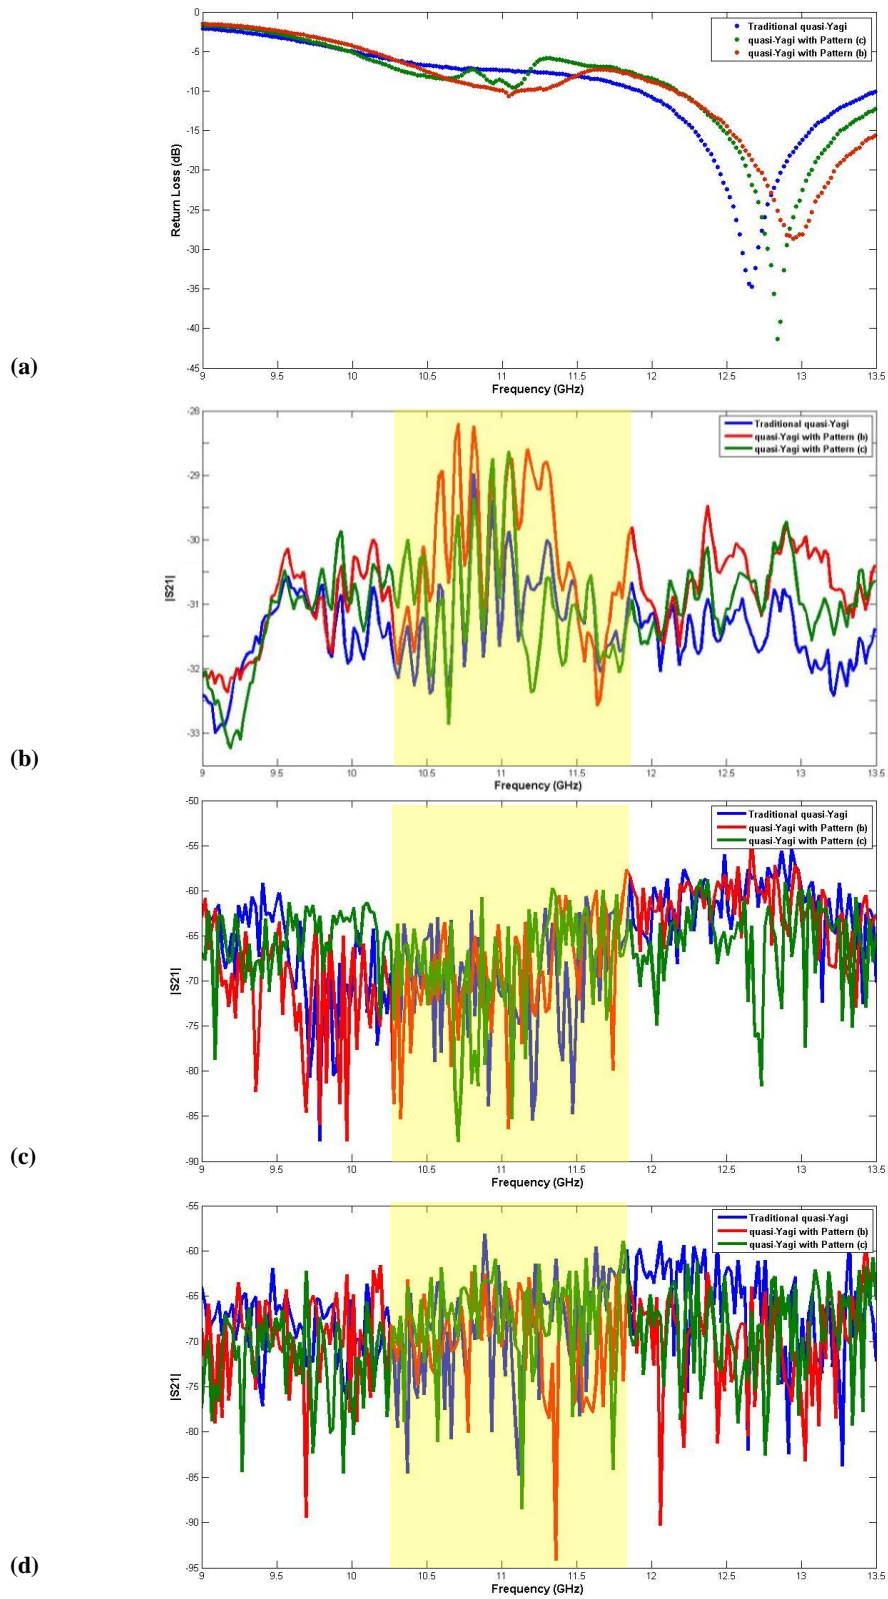 0
-5
-10
-15
-20
-25
-30
-35
-40
-45
Return Loss (dB)
Traditional quasi-Yagi
quasi-Yagi with Pattern (c)
quasi-Yagi with Pattern (b)
9 9.5 10 10.5 11 11.5 12 12.5 13 13.5
Frequency (GHz)
(a)
-28
-29
-30
-31
-32
-33
|S21|
Traditional quasi-Yagi
quasi-Yagi with Pattern (b)
quasi-Yagi with Pattern (c)
9 9.5 10 10.5 11 11.5 12 12.5 13 13.5
Frequency (GHz)
(b)
-50
-55
-60
-65
-70
-75
-80
-85
-90
|S21|
Traditional quasi-Yagi
quasi-Yagi with Pattern (b)
quasi-Yagi with Pattern (c)
9 9.5 10 10.5 11 11.5 12 12.5 13 13.5
Frequency (GHz)
(c)
-55
-60
-65
-70
-75
-80
-85
-90
-95
|S21|
Traditional quasi-Yagi
quasi-Yagi with Pattern (b)
quasi-Yagi with Pattern (c)
9 9.5 10 10.5 11 11.5 12 12.5 13 13.5
Frequency (GHz)
(d)